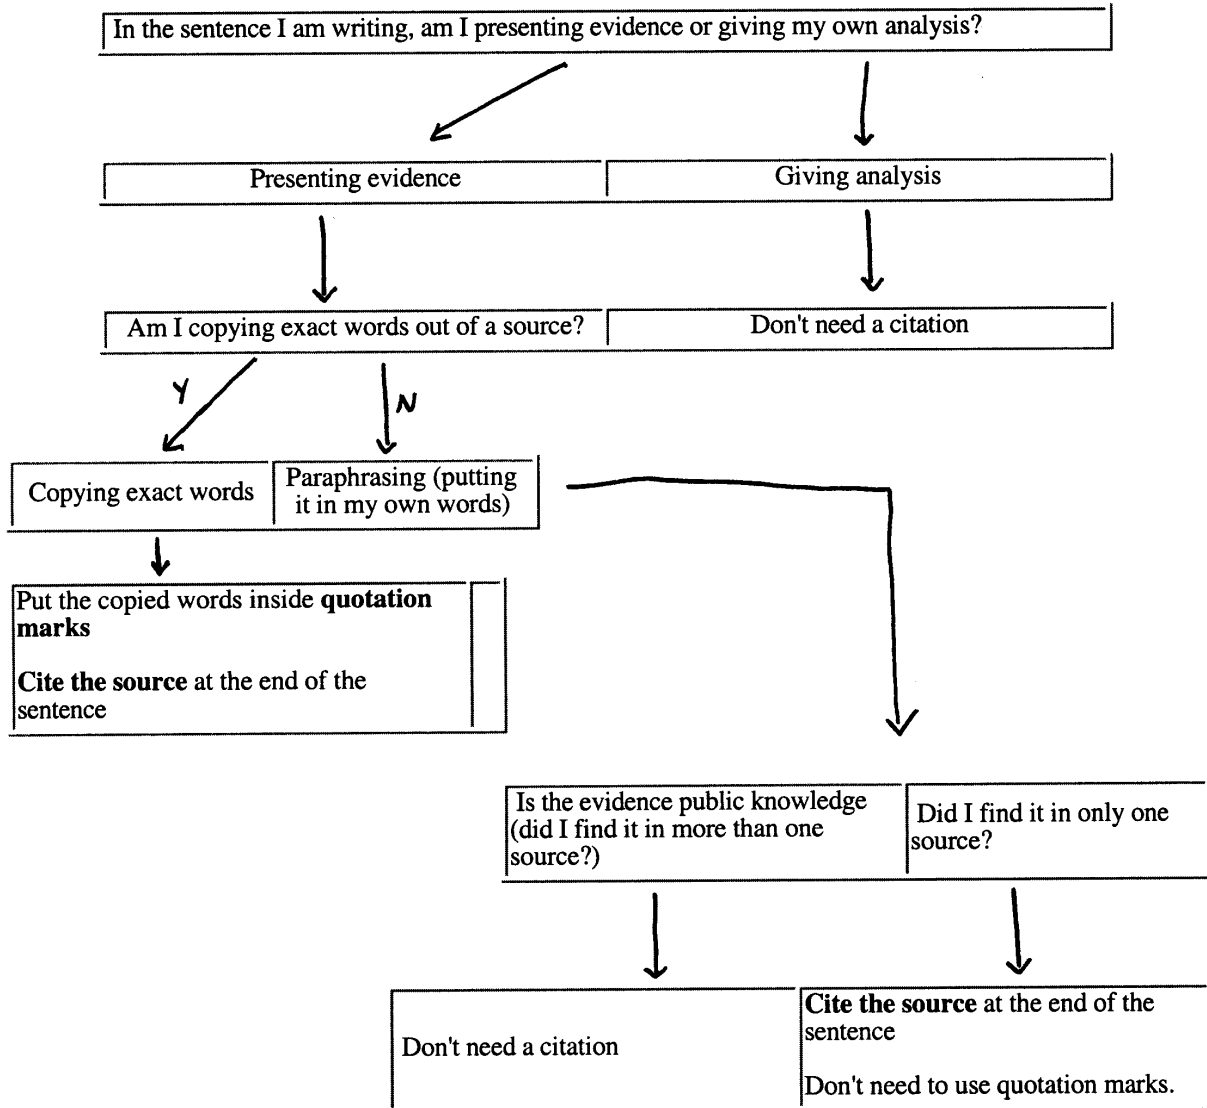 In the sentence I am writing, am I presenting evidence or giving my own analysis?
Presenting evidence
Giving analysis
Am I copying exact words out of a source?
Don't need a citation
Y
N
Copying exact words
Paraphrasing (putting
it in my own words)
Put the copied words inside quotation
marks
Cite the source at the end of the
sentence
Is the evidence public knowledge
(did I find it in more than one
source?)
Did I find it in only one
source?
Don't need a citation
Cite the source at the end of the
sentence
Don't need to use quotation marks.